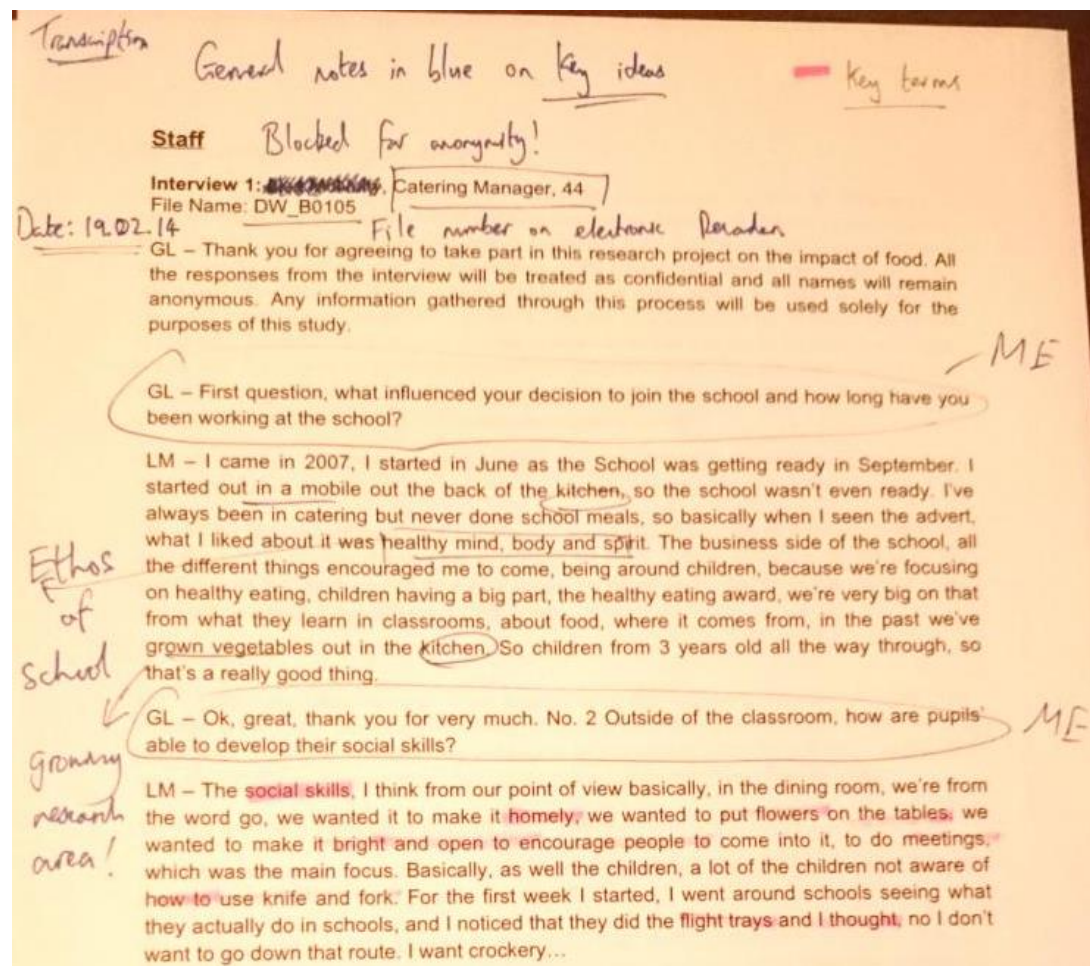 Transcription
General notes in blue on key ideas
Key terms
Staff Blocked for anonymity!
Interview 1: , Catering Manager, 44
File Name: DW_B0105
Date: 19.02.14 File number on electronic
GL – Thank you for agreeing to take part in this research project on the impact of food. All
the responses from the interview will be treated as confidential and all names will remain
anonymous. Any information gathered through this process will be used solely for the
purposes of this study.
ME
GL – First question, what influenced your decision to join the school and how long have you
been working at the school?
LM – I came in 2007, I started in June as the School was getting ready in September. I
started out in a mobile out the back of the kitchen, so the school wasn't even ready. I've
always been in catering but never done school meals, so basically when I seen the advert,
what I liked about it was healthy mind, body and spirit. The business side of the school, all
the different things encouraged me to come, being around children, because we're focusing
on healthy eating, children having a big part, the healthy eating award, we're very big on that
from what they learn in classrooms, about food, where it comes from, in the past we've
grown vegetables out in the kitchen. So children from 3 years old all the way through, so
that's a really good thing.
Ethos
of
school
GL – Ok, great, thank you for very much. No. 2 Outside of the classroom, how are pupils'
able to develop their social skills?
ME
research
area!
LM – The social skills, I think from our point of view basically, in the dining room, we're from
the word go, we wanted it to make it homely, we wanted to put flowers on the tables, we
wanted to make it bright and open to encourage people to come into it, to do meetings,
which was the main focus. Basically, as well the children, a lot of the children not aware of
how to use knife and fork. For the first week I started, I went around schools seeing what
they actually do in schools, and I noticed that they did the flight trays and I thought, no I don't
want to go down that route. I want crockery…